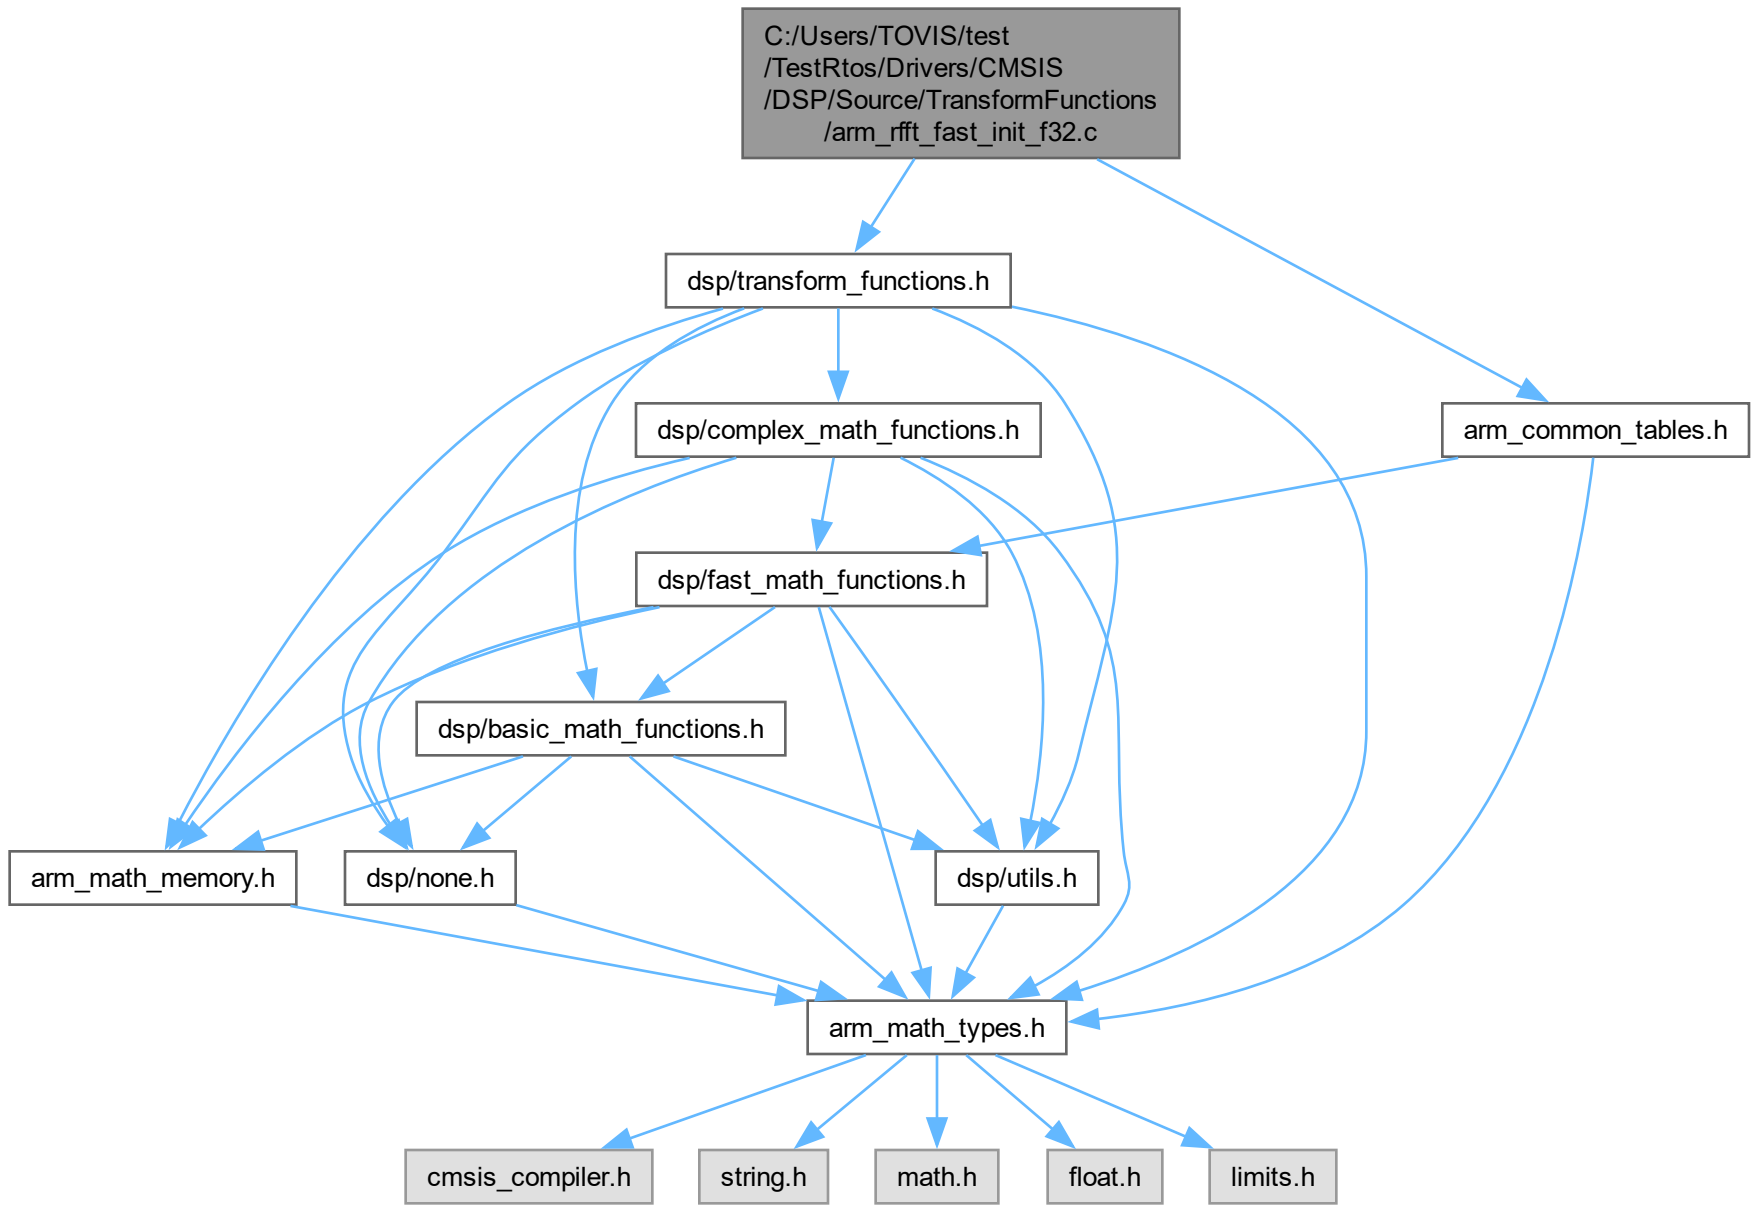 C:/Users/TOVIS/test
/TestRtos/Drivers/CMSIS
/DSP/Source/TransformFunctions
/arm_rfft_fast_init_f32.c
dsp/transform_functions.h
dsp/complex_math_functions.h
arm_common_tables.h
dsp/fast_math_functions.h
dsp/basic_math_functions.h
arm_math_memory.h
dsp/none.h
dsp/utils.h
arm_math_types.h
cmsis_compiler.h
string.h
math.h
float.h
limits.h